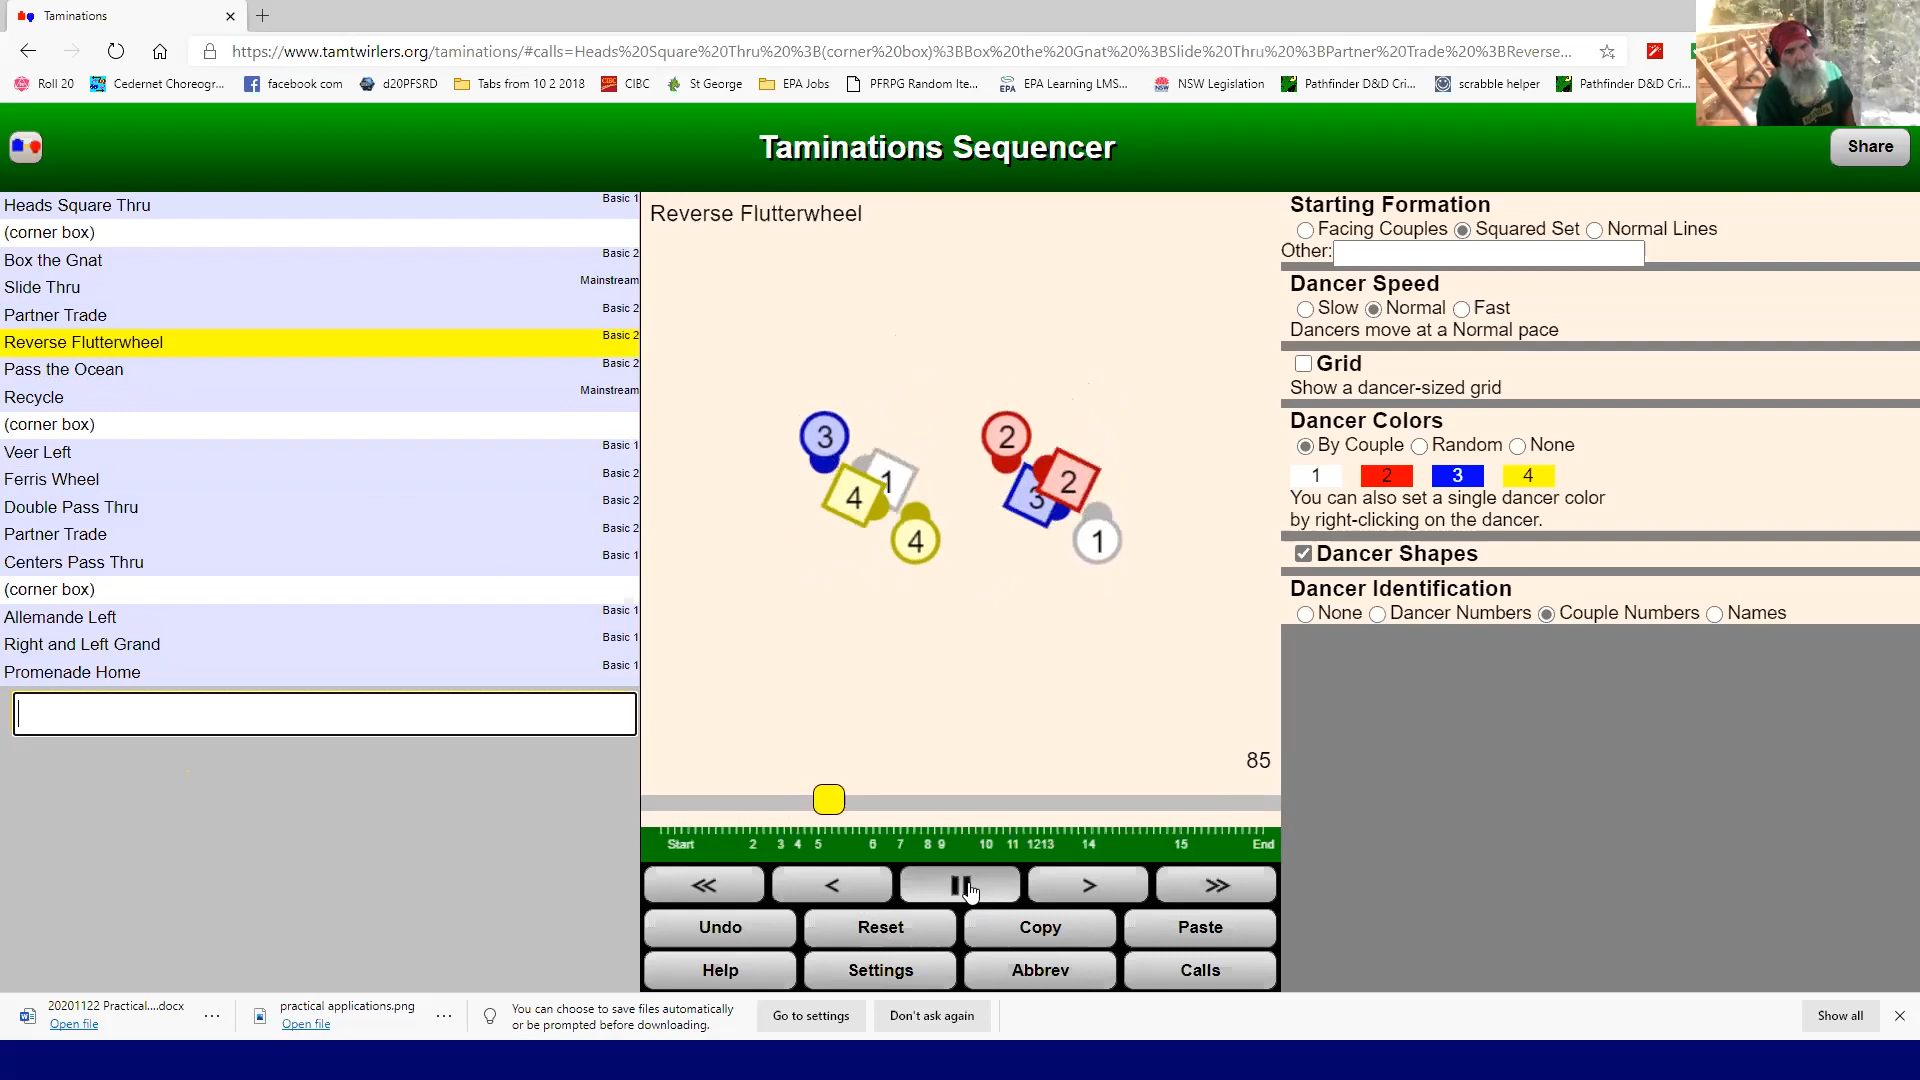 Taminations
https://www.tamtwirlers.org/taminations/#calls=Heads%20Square%20Thru%20%3B(corner%20box)%3BBox%20the%20Gnat%20%3BSlide%20Thru%20%3BPartner%20Trade%20%3BReverse...
Roll 20
Cedernet Choreogr...
facebook com
d20PFSRD
Tabs from 10 2 2018
CIBC
St George
EPA Jobs
PFRPG Random Ite...
EPA Learning LMS...
NSW Legislation
Pathfinder D&D Cri...
scrabble helper
Pathfinder D&D Cri...
Taminations Sequencer
Share
Heads Square Thru Basic 1
(corner box)
Box the Gnat Basic 2
Slide Thru Mainstream
Partner Trade Basic 2
Reverse Flutterwheel Basic 2
Pass the Ocean Basic 2
Recycle Mainstream
(corner box)
Veer Left Basic 1
Ferris Wheel Basic 2
Double Pass Thru Basic 2
Partner Trade Basic 2
Centers Pass Thru Basic 1
(corner box)
Allemande Left Basic 1
Right and Left Grand Basic 1
Promenade Home Basic 1
Reverse Flutterwheel
3 2
1 2
4 3
4 1
85
Start 2 3 4 5 6 7 8 9 10 11 12 13 14 15 End
<< < > >>
Undo Reset Copy Paste
Help Settings Abbrev Calls
Starting Formation
Facing Couples Squared Set Normal Lines
Other:
Dancer Speed
Slow Normal Fast
Dancers move at a Normal pace
Grid
Show a dancer-sized grid
Dancer Colors
By Couple Random None
1 2 3 4
You can also set a single dancer color
by right-clicking on the dancer.
Dancer Shapes
Dancer Identification
None Dancer Numbers Couple Numbers Names
20201122 Practical....docx
Open file
practical applications.png
Open file
You can choose to save files automatically
or be prompted before downloading.
Go to settings
Don't ask again
Show all